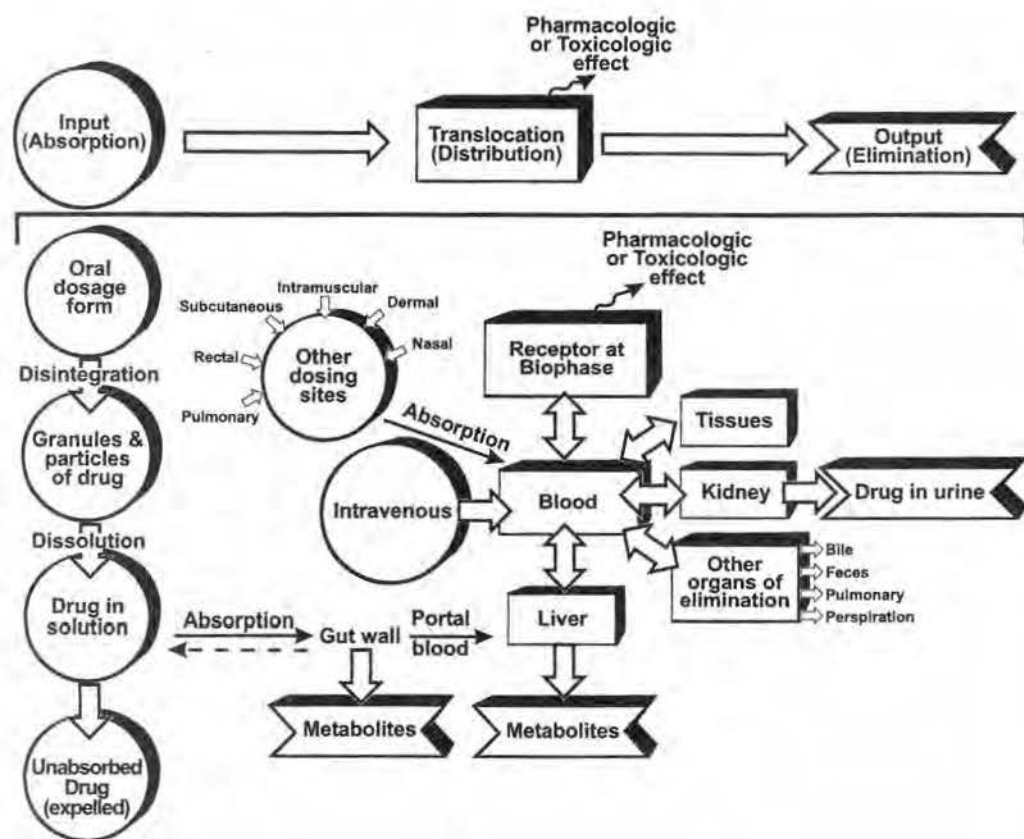 Pharmacologic
or Toxicologic
effect
Input
(Absorption)
Translocation
(Distribution)
Output
(Elimination)
Oral
dosage
form
Disintegration
Granules &
particles
of drug
Dissolution
Drug in
solution
Unabsorbed
Drug
(expelled)
Intramuscular
Subcutaneous
Dermal
Rectal
Nasal
Pulmonary
Other
dosing
sites
Absorption
Intravenous
Pharmacologic
or Toxicologic
effect
Receptor at
Biophase
Tissues
Blood
Kidney
Drug in urine
Other
organs of
elimination
Bile
Feces
Pulmonary
Perspiration
Absorption
Gut wall
Portal
blood
Liver
Metabolites
Metabolites